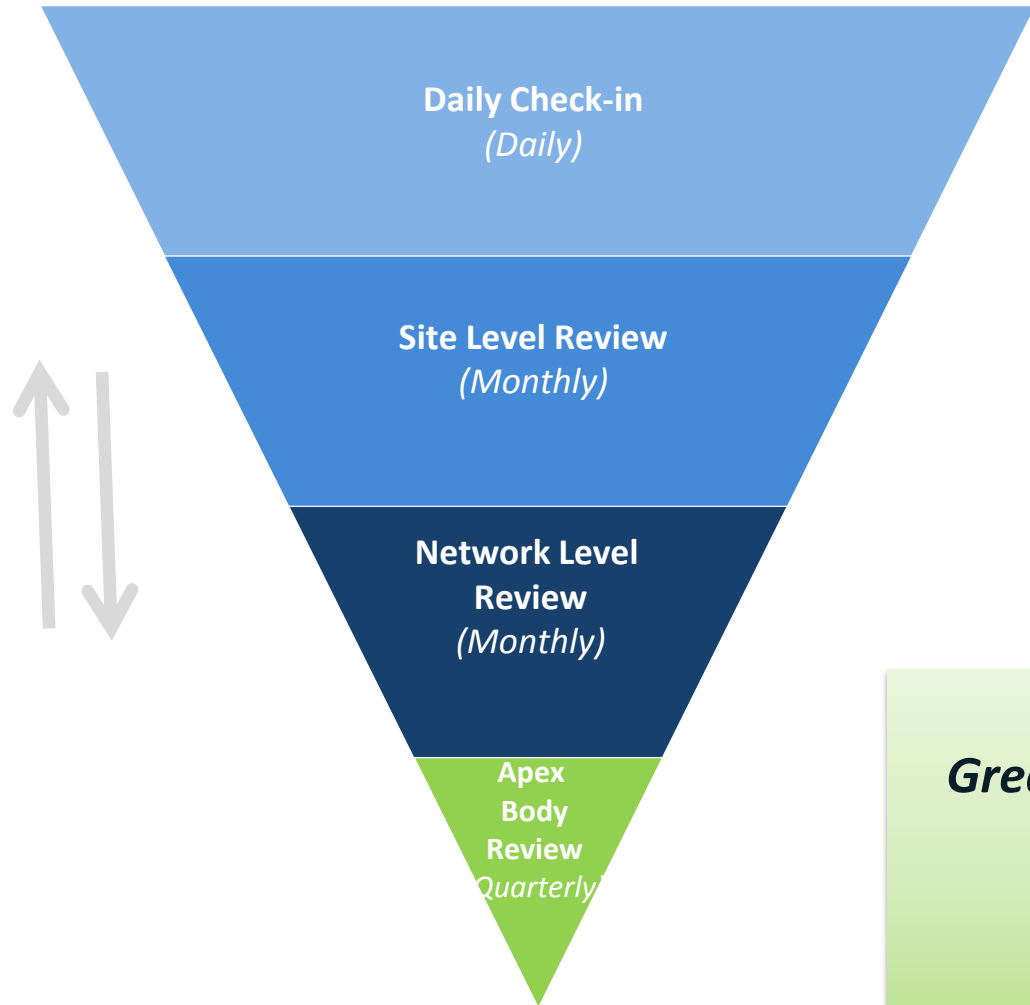 Daily Check-in
(Daily)
Site Level Review
(Monthly)
Network Level
Review
(Monthly)
Apex
Body
Review
(Quarterly)